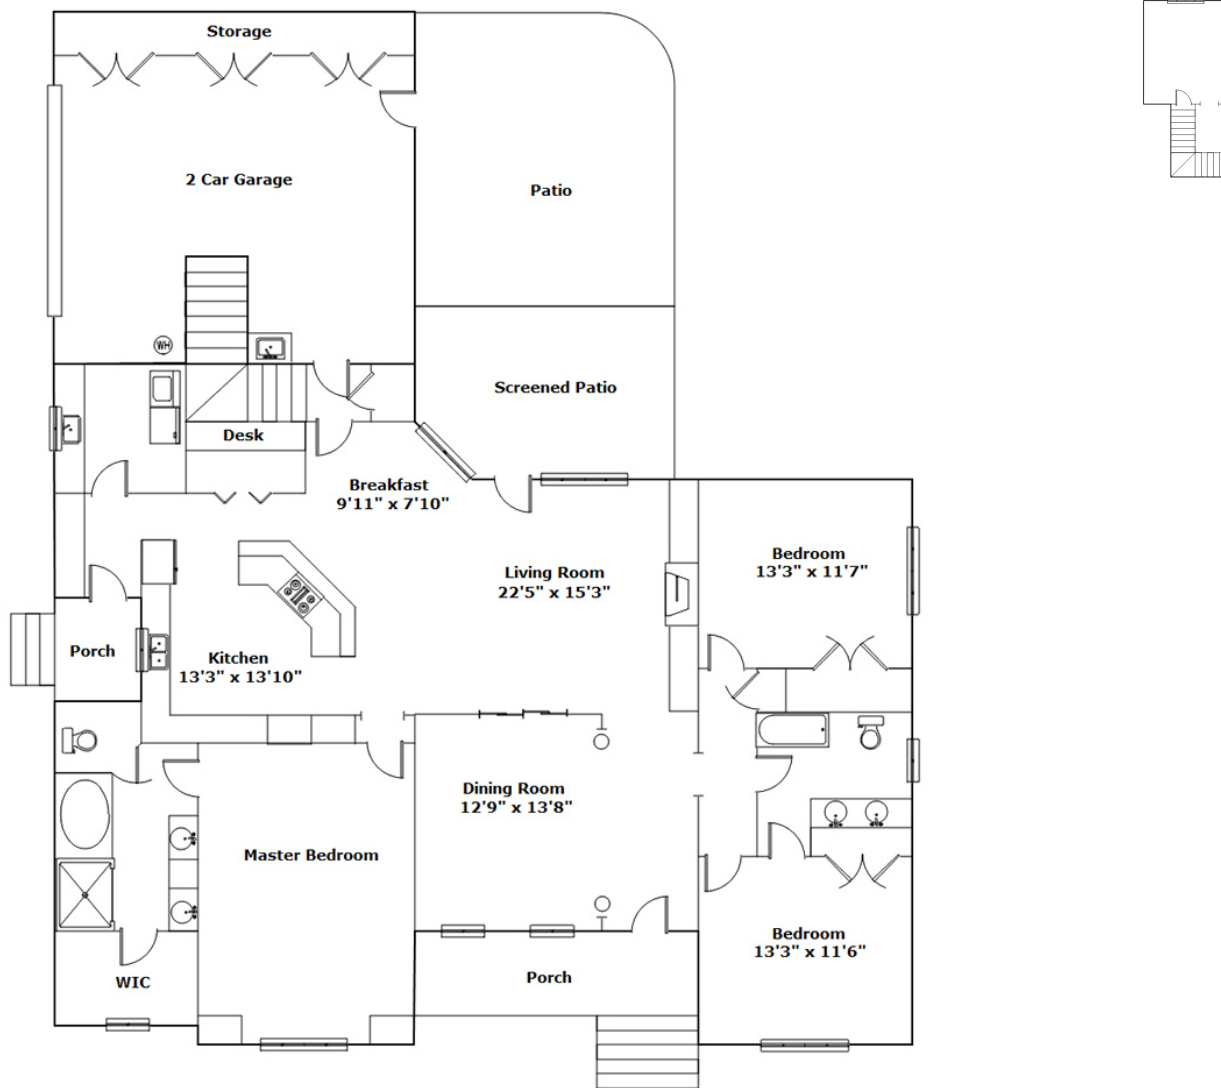 Storage
2 Car Garage
Patio
WH
Screened Patio
Desk
Breakfast
9'11" x 7'10"
Bedroom
13'3" x 11'7"
Living Room
22'5" x 15'3"
Porch
Kitchen
13'3" x 13'10"
Dining Room
12'9" x 13'8"
Master Bedroom
Bedroom
13'3" x 11'6"
WIC
Porch